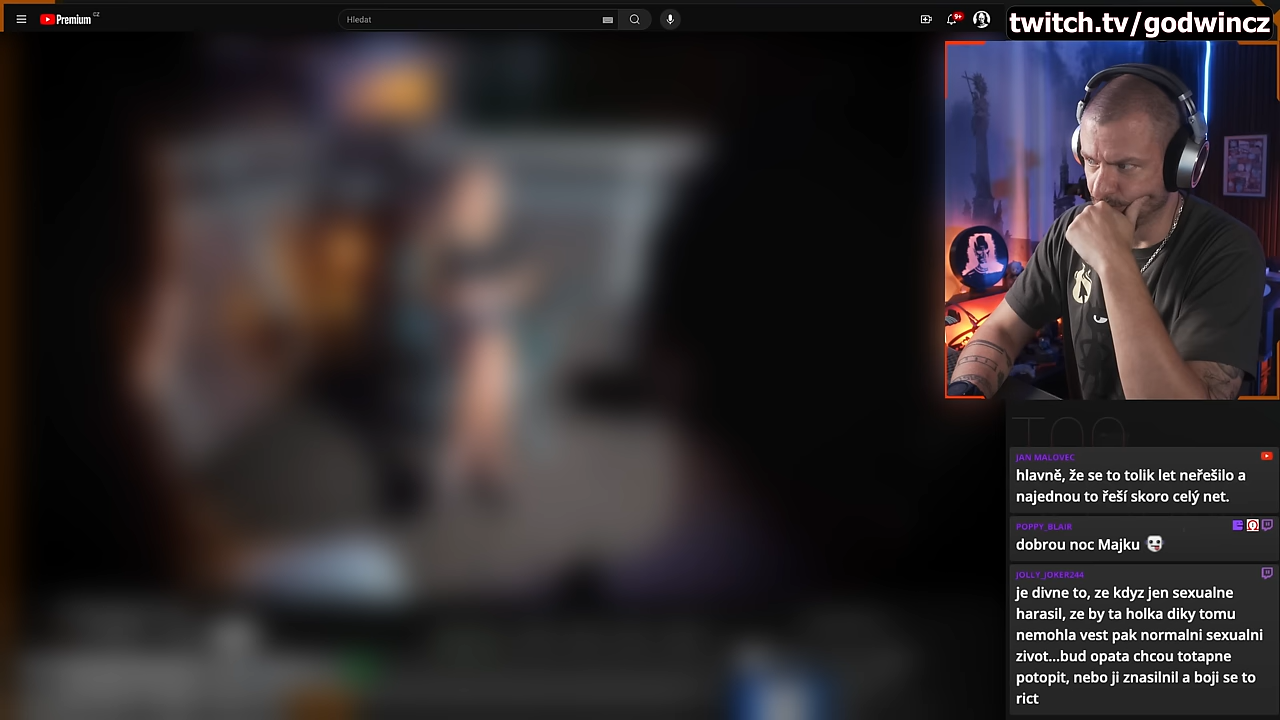 Premium CZ
Hledat
9+
twitch.tv/godwincz
JAN MALOVEC
hlavně, že se to tolik let neřešilo a
najednou to řeší skoro celý net.
POPPY_BLAIR
dobrou noc Majku
JOLLY_JOKER244
je divne to, ze kdyz jen sexualne
harasil, ze by ta holka diky tomu
nemohla vest pak normalni sexualni
zivot...bud opata chcou totapne
potopit, nebo ji znasilnil a boji se to
rict